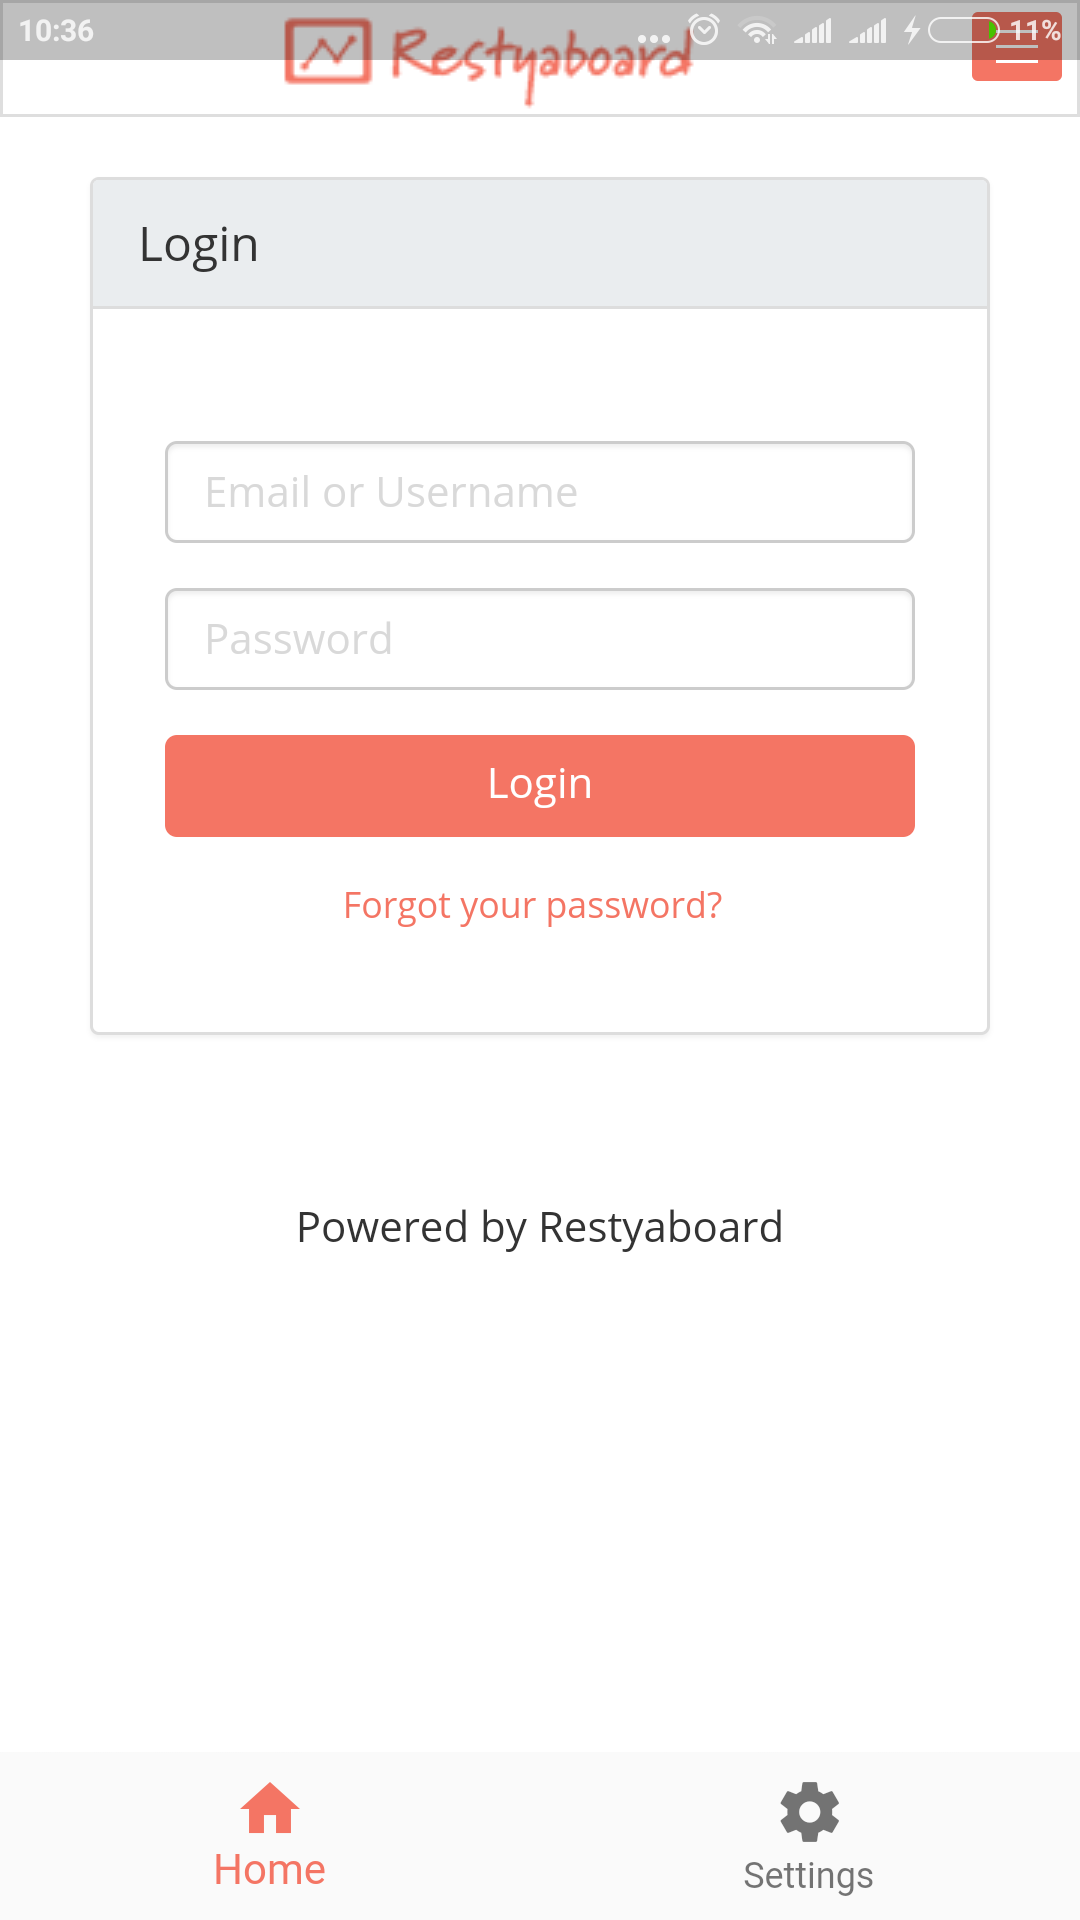 10:36
11%
Restyaboard
Login
Email or Username
Password
Login
Forgot your password?
Powered by Restyaboard
Home
Settings